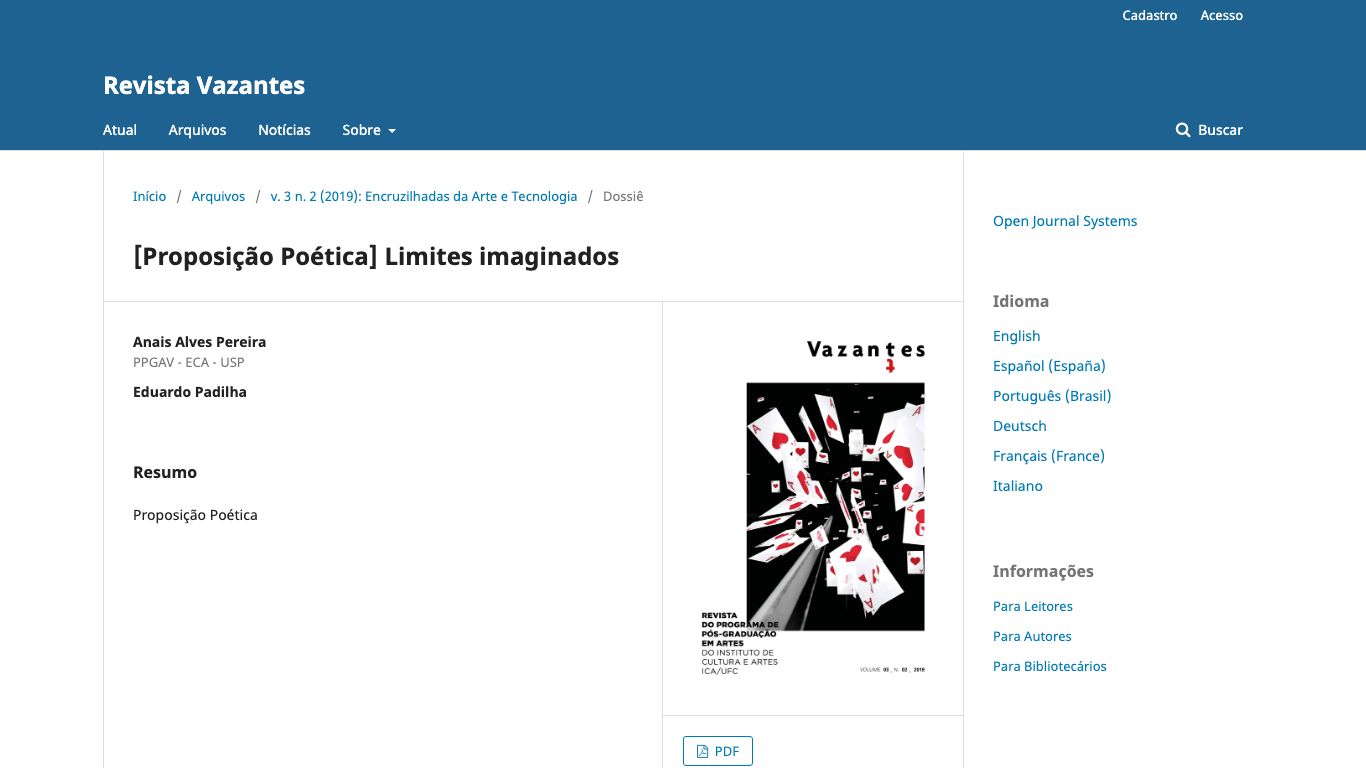 Cadastro Acesso
Revista Vazantes
Atual Arquivos Notícias Sobre Buscar
Início / Arquivos / v. 3 n. 2 (2019): Encruzilhadas da Arte e Tecnologia / Dossiê
[Proposição Poética] Limites imaginados
Anais Alves Pereira
PPGAV - ECA - USP
Eduardo Padilha
Resumo
Proposição Poética
Vazantes
t
REVISTA
DO PROGRAMA DE
PÓS-GRADUAÇÃO
EM ARTES
DO INSTITUTO DE
CULTURA E ARTES
ICA/UFC
VOLUME 03_ N. 02_ 2019
PDF
Open Journal Systems
Idioma
English
Español (España)
Português (Brasil)
Deutsch
Français (France)
Italiano
Informações
Para Leitores
Para Autores
Para Bibliotecários